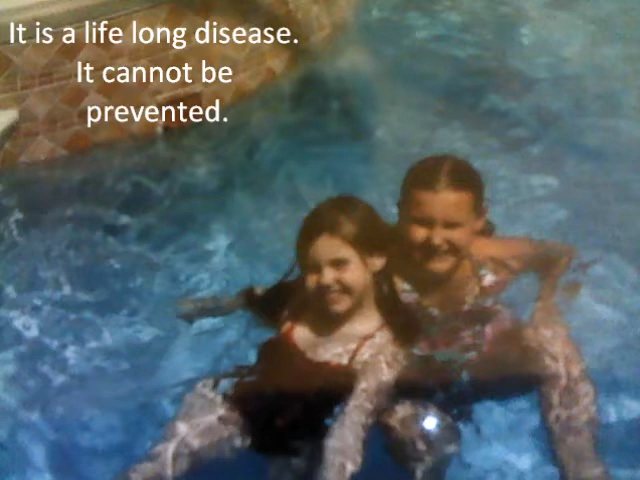 It is a life long disease.
It cannot be
prevented.